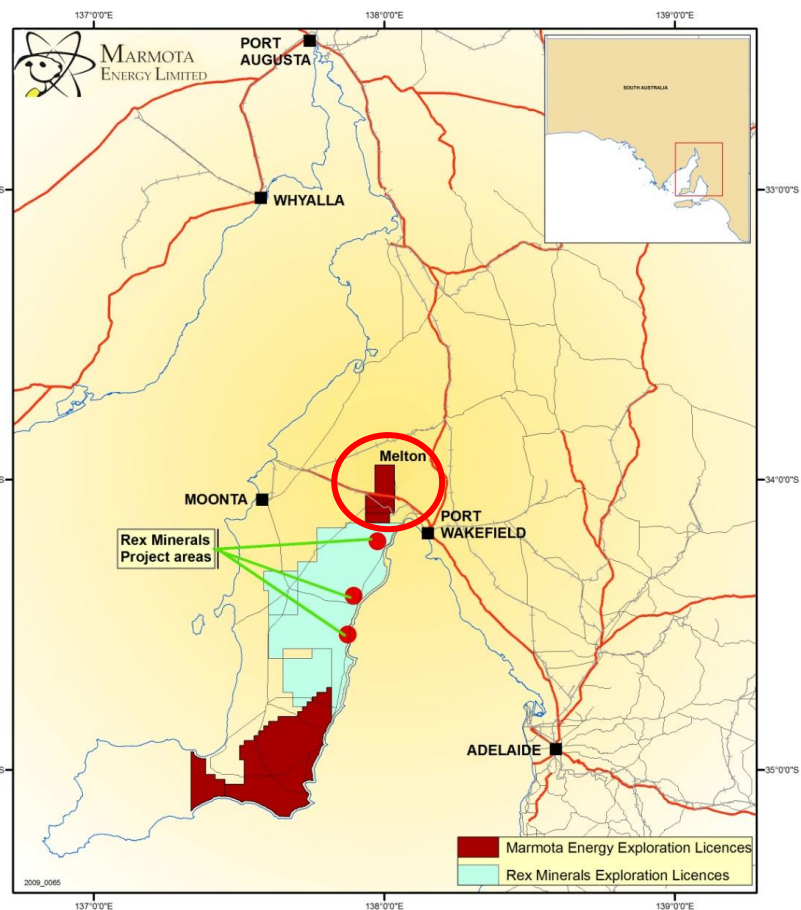 137°0'0"E
138°0'0"E
139°0'0"E
MARMOTA
ENERGY LIMITED
PORT
AUGUSTA
SOUTH AUSTRALIA
33°0'0"S
WHYALLA
Melton
34°0'0"S
MOONTA
PORT
WAKEFIELD
Rex Minerals
Project areas
ADELAIDE
35°0'0"S
Marmota Energy Exploration Licences
Rex Minerals Exploration Licences
2009_0065
137°0'0"E
138°0'0"E
139°0'0"E